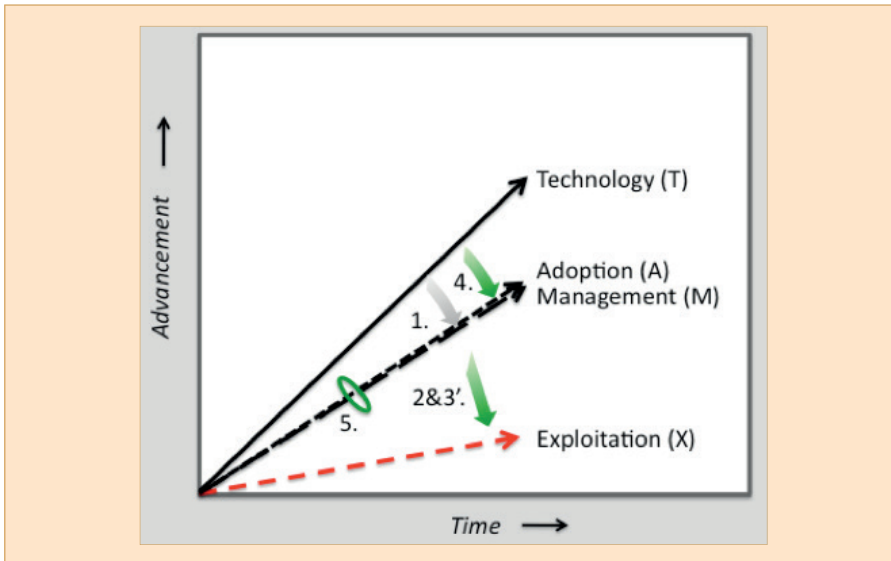 Technology (T)
Adoption (A)
Management (M)
4.
1.
2&3’.
5.
Exploitation (X)
Advancement
Time